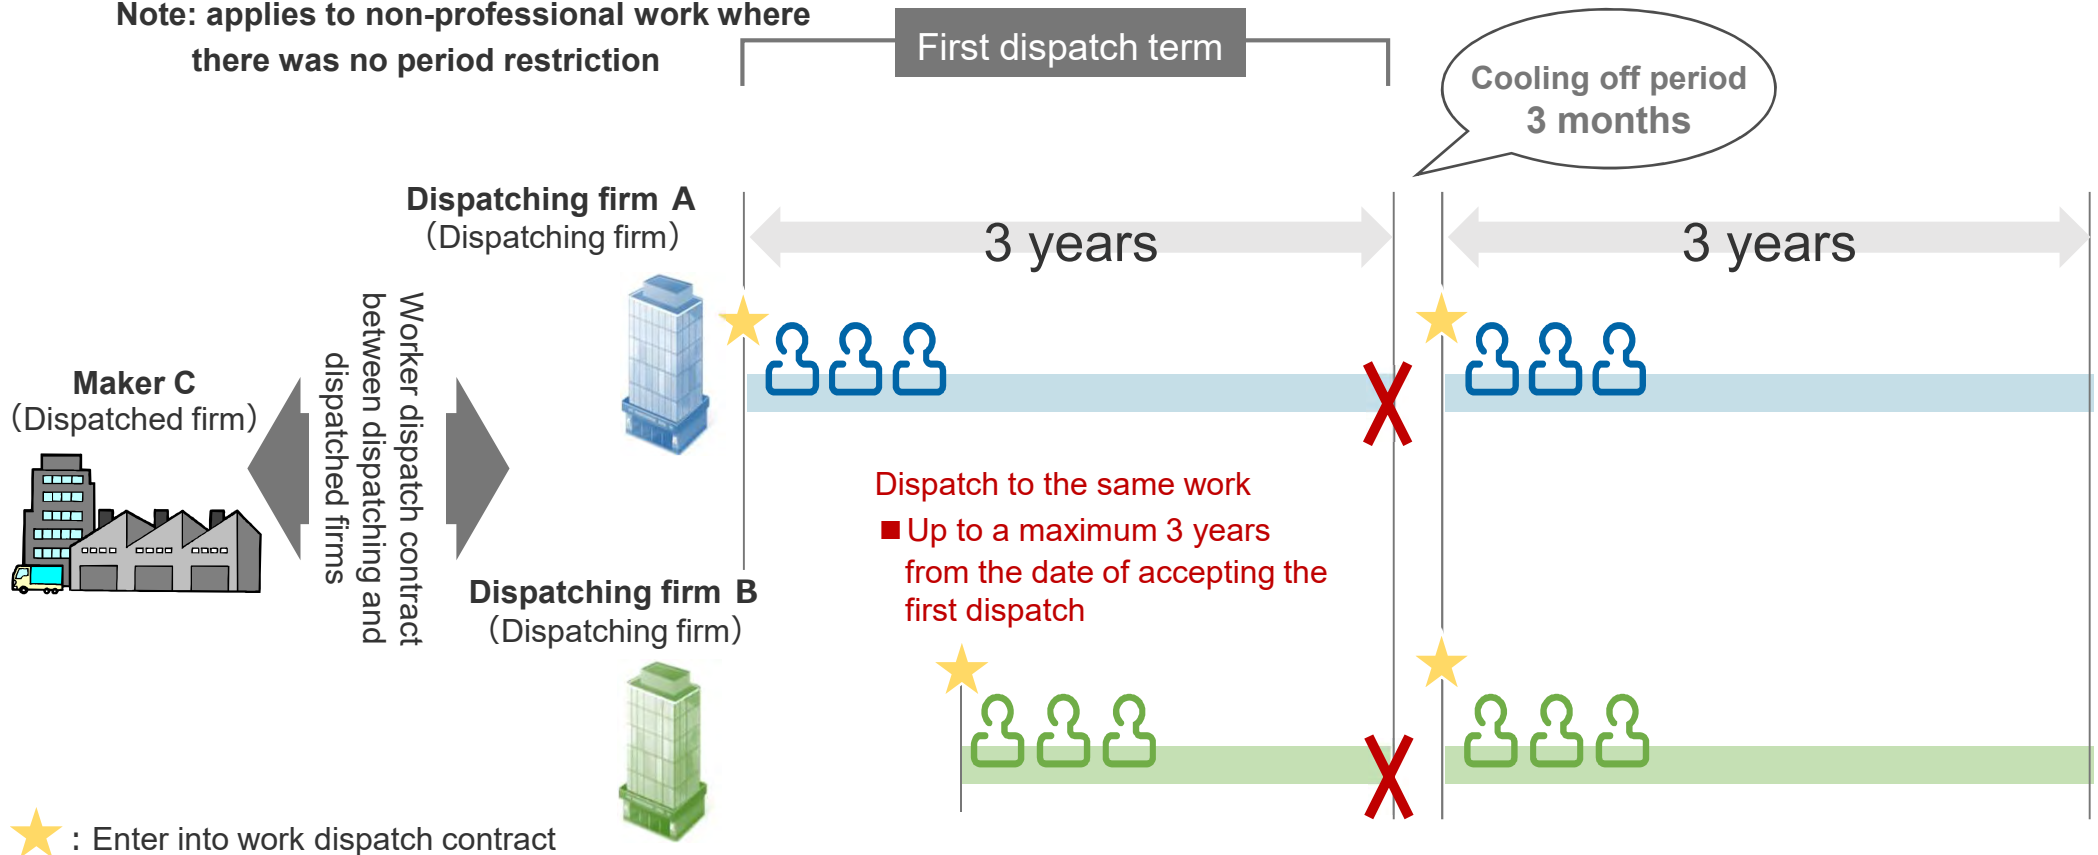 Note: applies to non-professional work where
there was no period restriction
First dispatch term
Cooling off period
3 months
Dispatching firm A
（Dispatching firm）
3 years
3 years
Maker C
（Dispatched firm）
Worker dispatch contract
between dispatching and
dispatched firms
Dispatch to the same work
■ Up to a maximum 3 years
from the date of accepting the
first dispatch
Dispatching firm B
（Dispatching firm）
★ : Enter into work dispatch contract